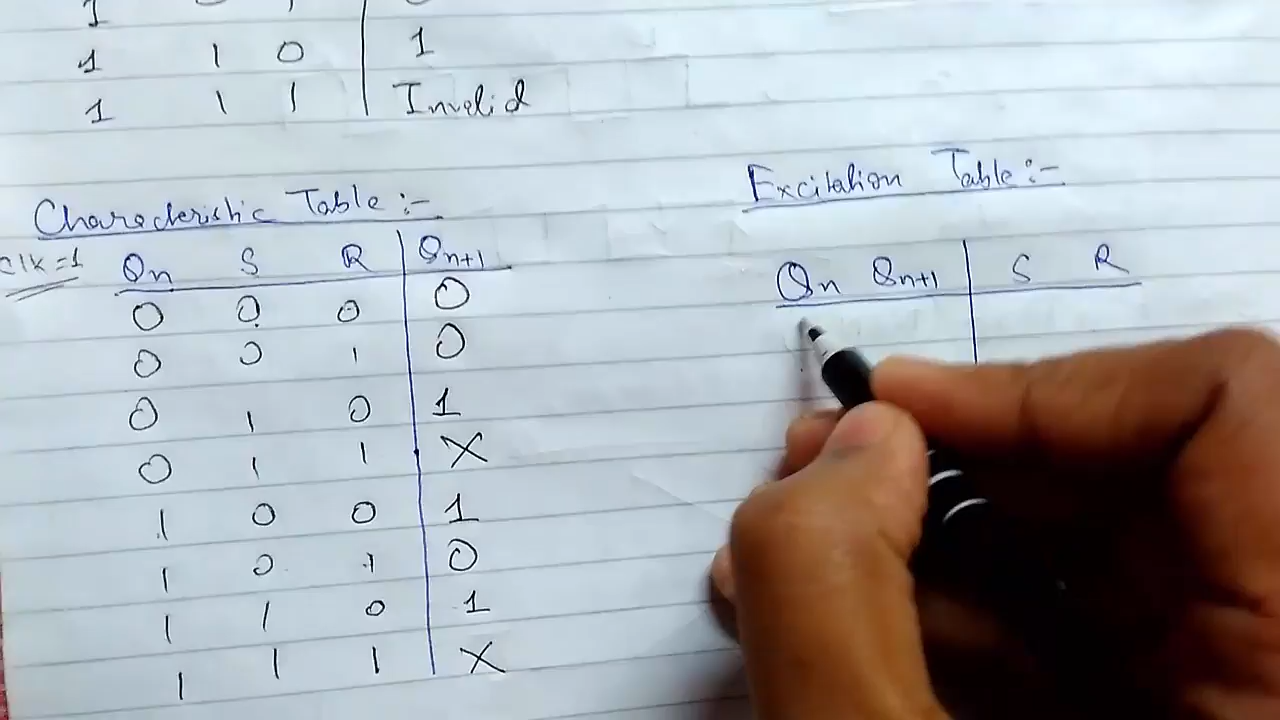 1
1 1 0 1
1 1 1 Invalid
Characteristic Table :-
Clk=1 Qn S R Qn+1
0 0 0 0
0 0 1 0
0 1 0 1
0 1 1 X
1 0 0 1
1 0 1 0
1 1 0 1
1 1 1 X
Excitation Table :-
Qn Qn+1 S R